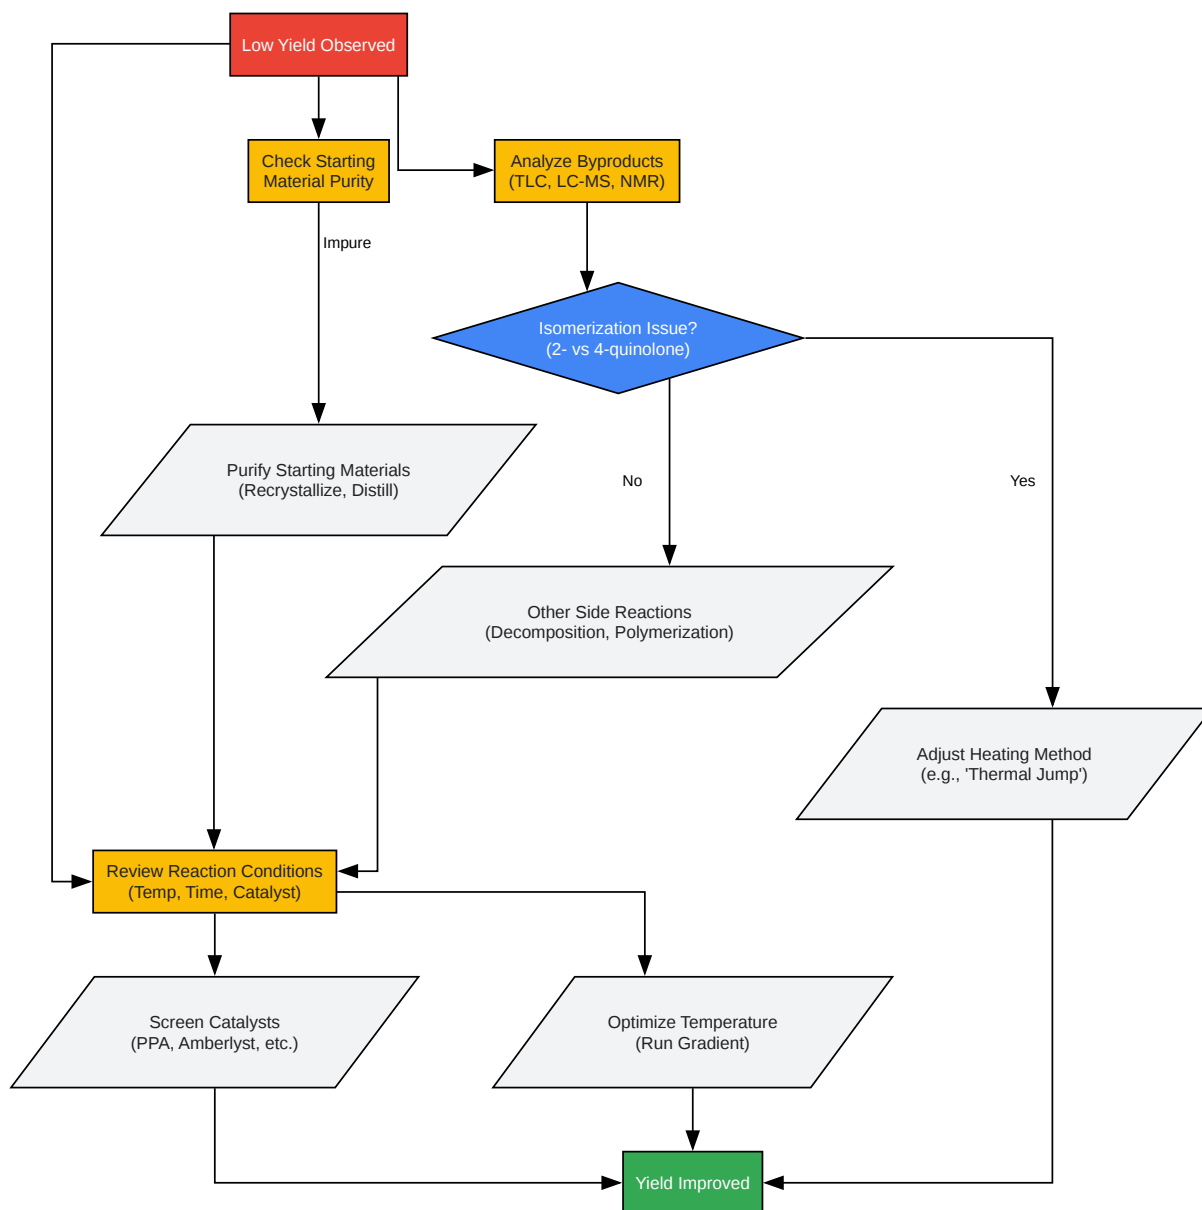 Low Yield Observed
Check Starting
Material Purity
Analyze Byproducts
(TLC, LC-MS, NMR)
Impure
Isomerization Issue?
(2- vs 4-quinolone)
Purify Starting Materials
(Recrystallize, Distill)
No
Yes
Other Side Reactions
(Decomposition, Polymerization)
Adjust Heating Method
(e.g., 'Thermal Jump')
Review Reaction Conditions
(Temp, Time, Catalyst)
Screen Catalysts
(PPA, Amberlyst, etc.)
Optimize Temperature
(Run Gradient)
Yield Improved